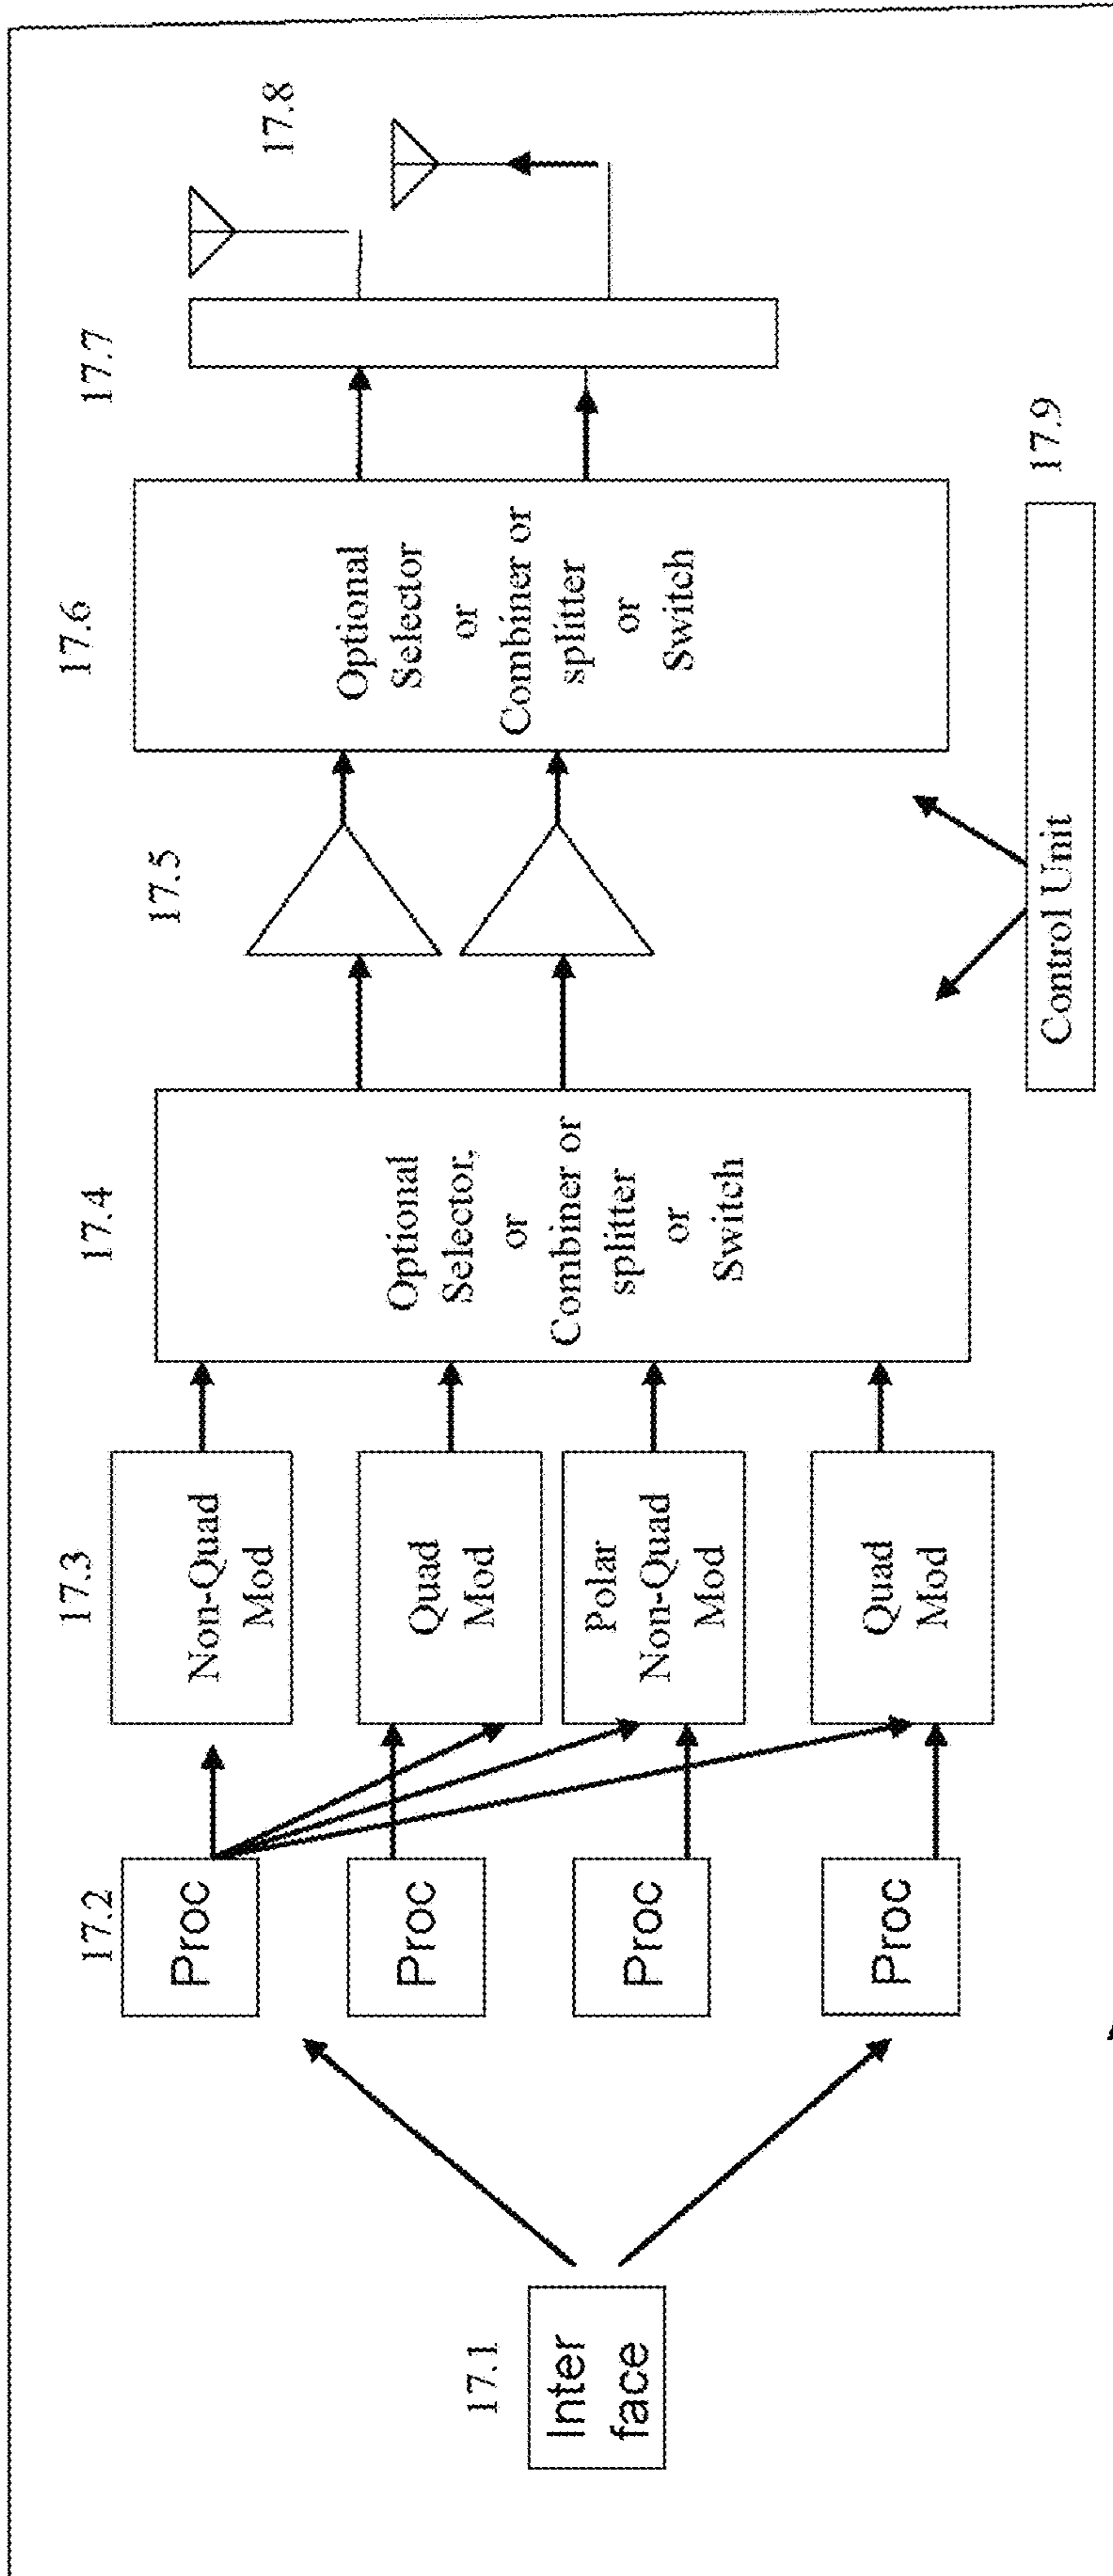 17.1
Inter
face
17.2
Proc
Proc
Proc
Proc
17.3
Non-Quad
Mod
Quad
Mod
Polar
Non-Quad
Mod
Quad
Mod
17.4
Optional
Selector,
or
Combiner or
splitter
or
Switch
17.5
17.6
Optional
Selector
or
Combiner or
splitter
or
Switch
17.7
17.8
Control Unit
17.9